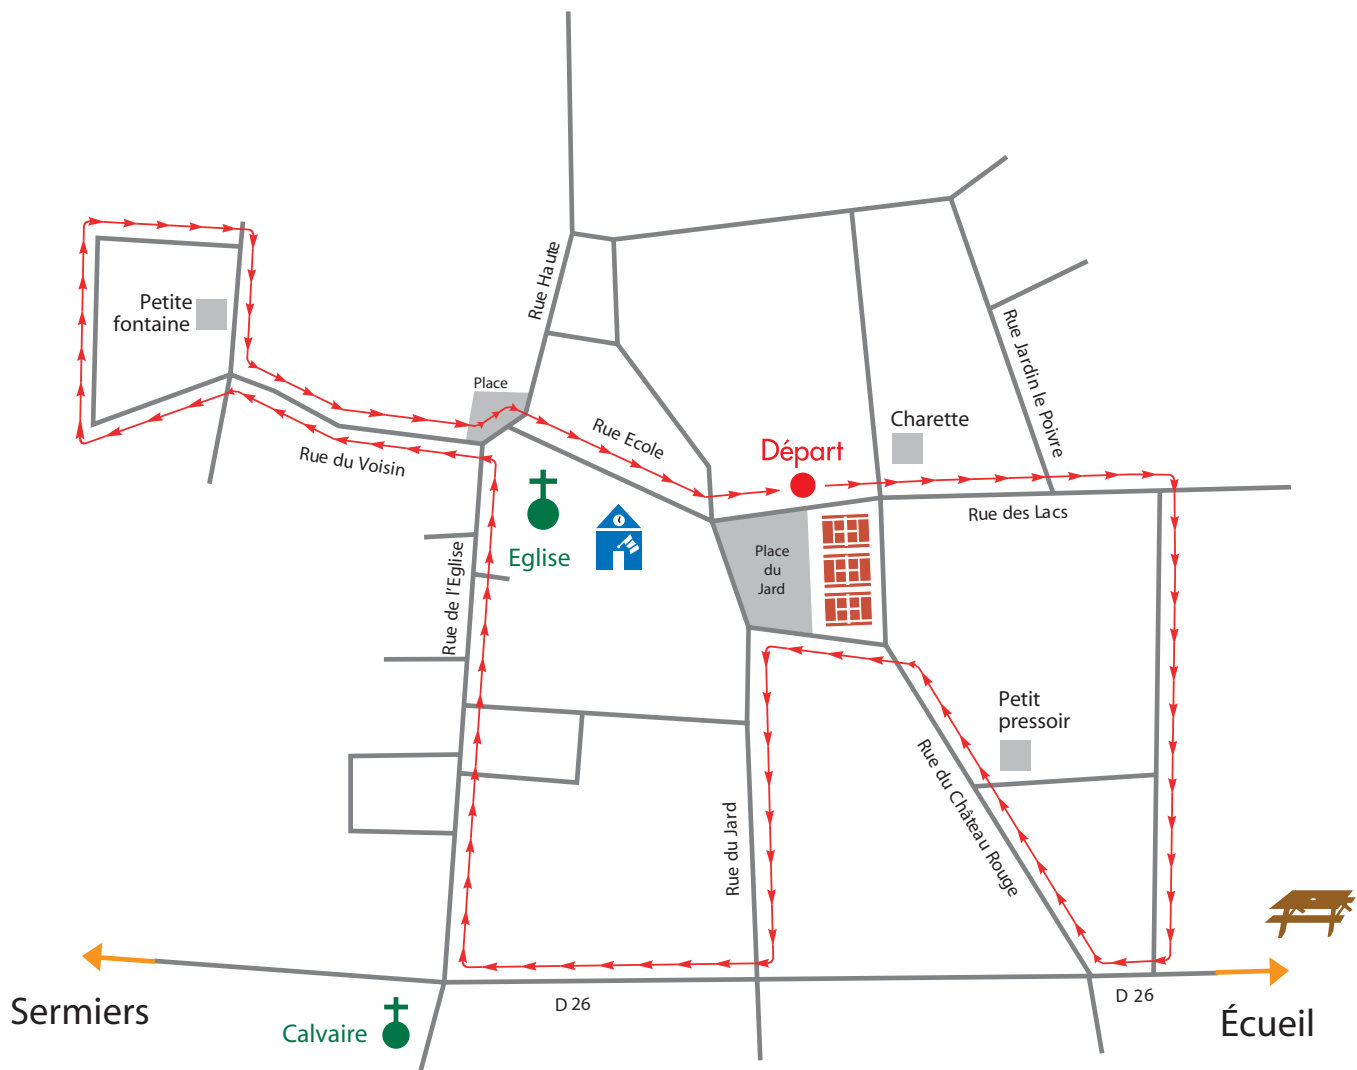 Rue Haute
Petite
fontaine
Place
Rue Jardin le Poivre
Charette
Rue Ecole
Départ
Rue du Voisin
Rue des Lacs
Eglise
Place
du
Jard
Rue de l'Eglise
Petit
pressoir
Rue du Château Rouge
Rue du Jard
D 26
D 26
Sermiers
Écueil
Calvaire